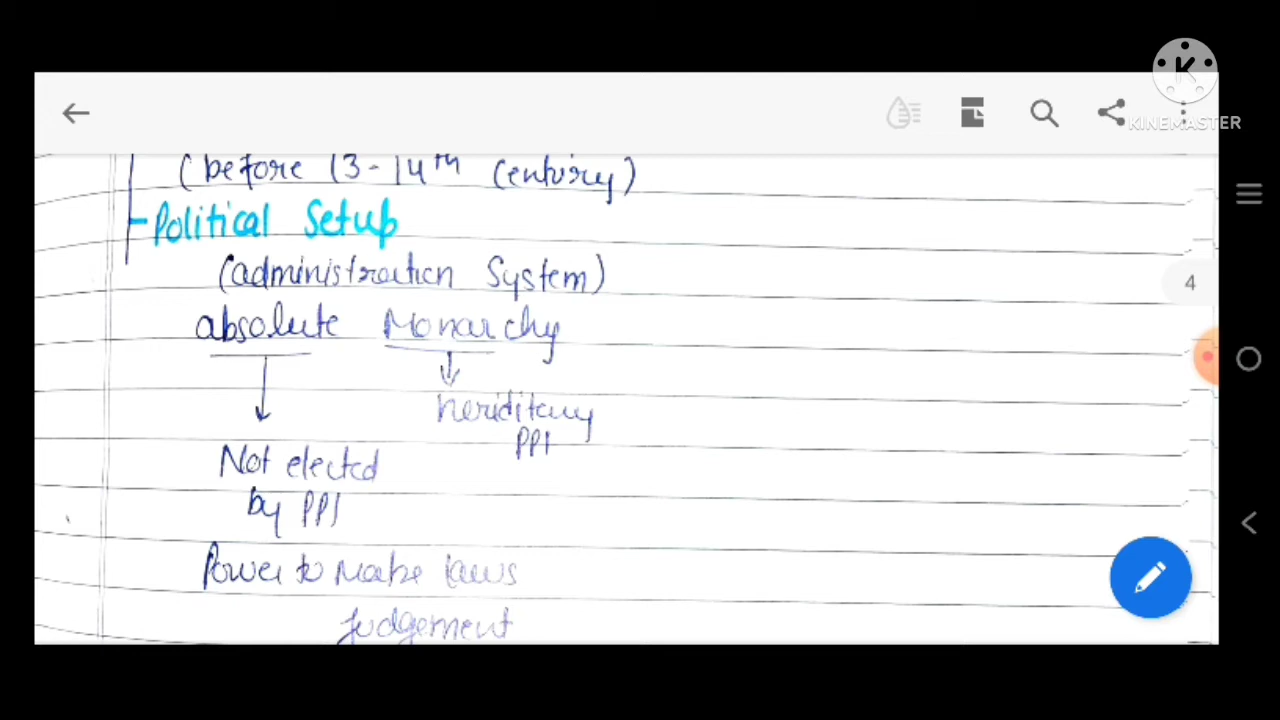 KINEMASTER
(before 13-14th century)
Political Setup
(administration System)
absolute Monarchy
heriditary
PPl
Not elected
by PPl
Power to Make laws
judgement
4